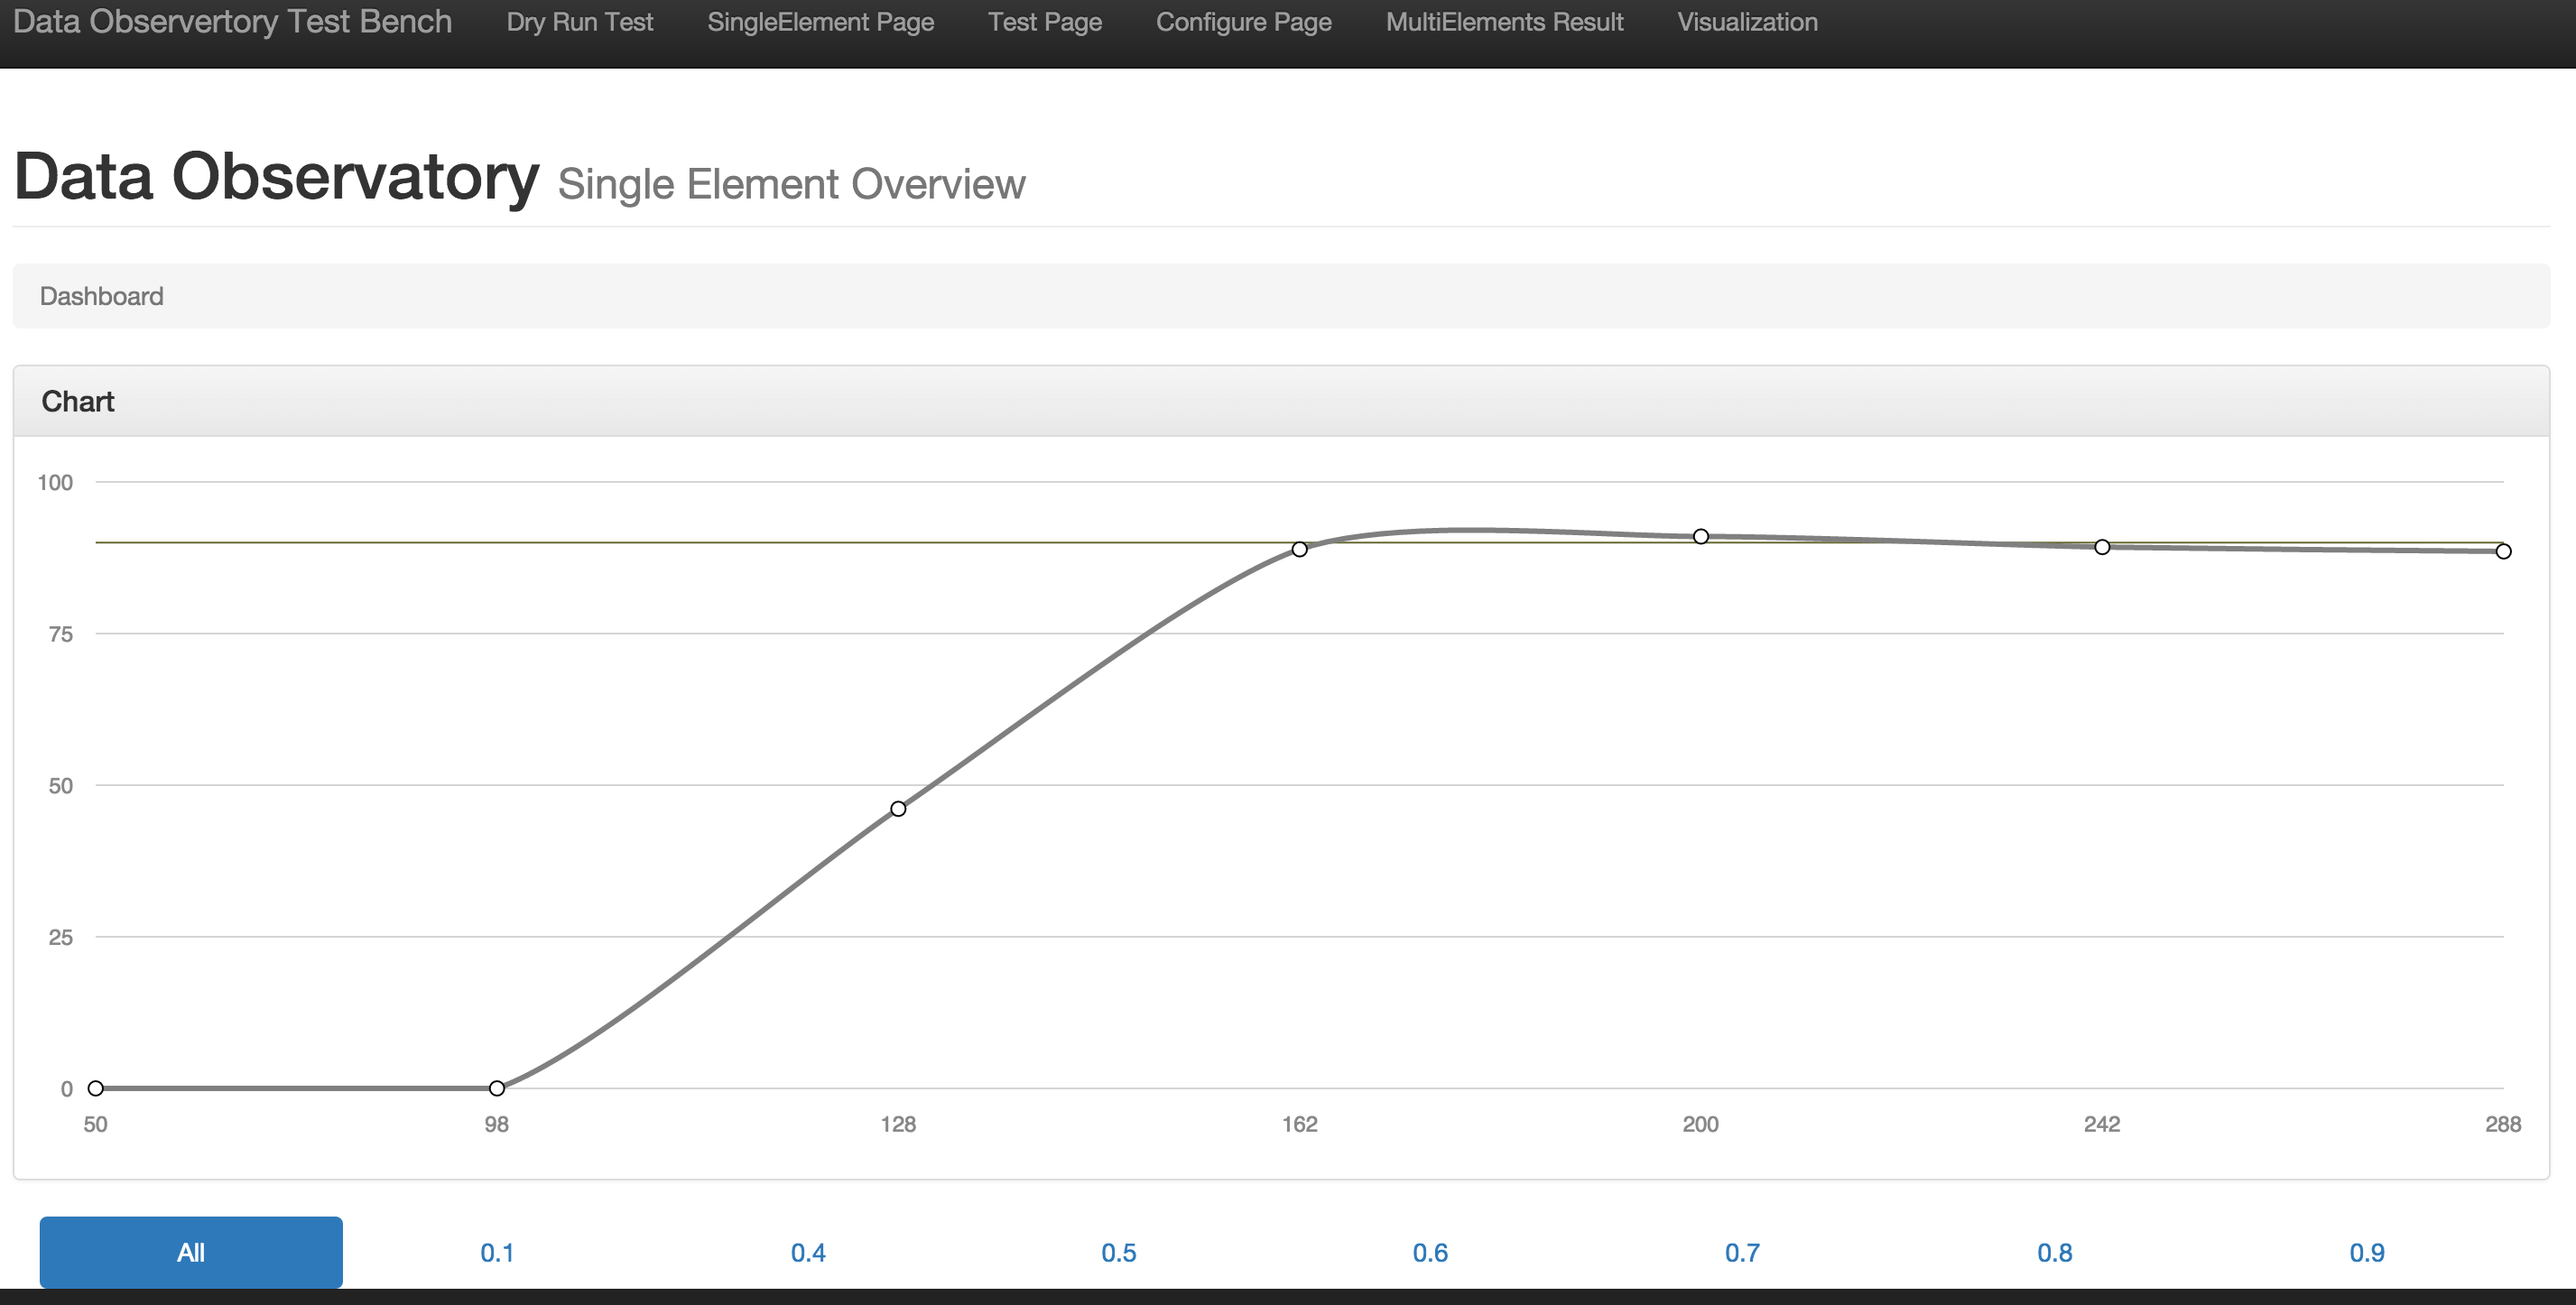 Data Observertory Test Bench Dry Run Test SingleElement Page Test Page Configure Page MultiElements Result Visualization
Data Observatory Single Element Overview
Dashboard
Chart
100
75
50
25
0
50 98 128 162 200 242 288
All 0.1 0.4 0.5 0.6 0.7 0.8 0.9